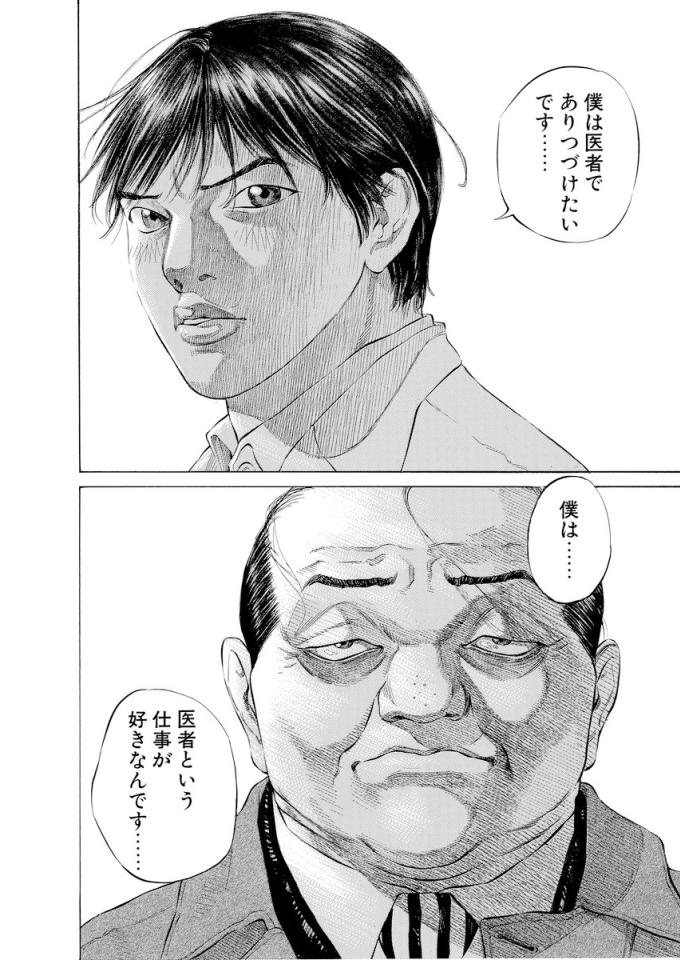 僕は医者で
ありつづけたい
です……
僕は……
医者という
仕事が
好きなんです……